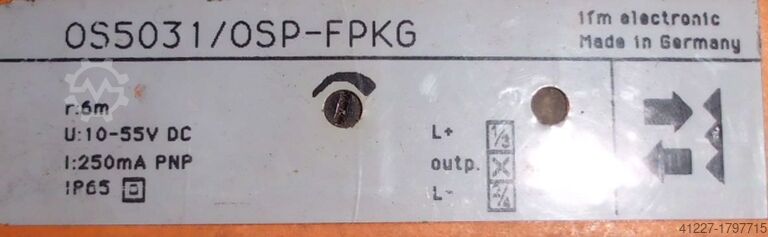 OS5031/OSP-FPKG
ifm electronic
Made in Germany
r:6m
U:10-55V DC
I:250mA PNP
IP65
L+ 1/3
outp.
L- 2/4
41227-1797715